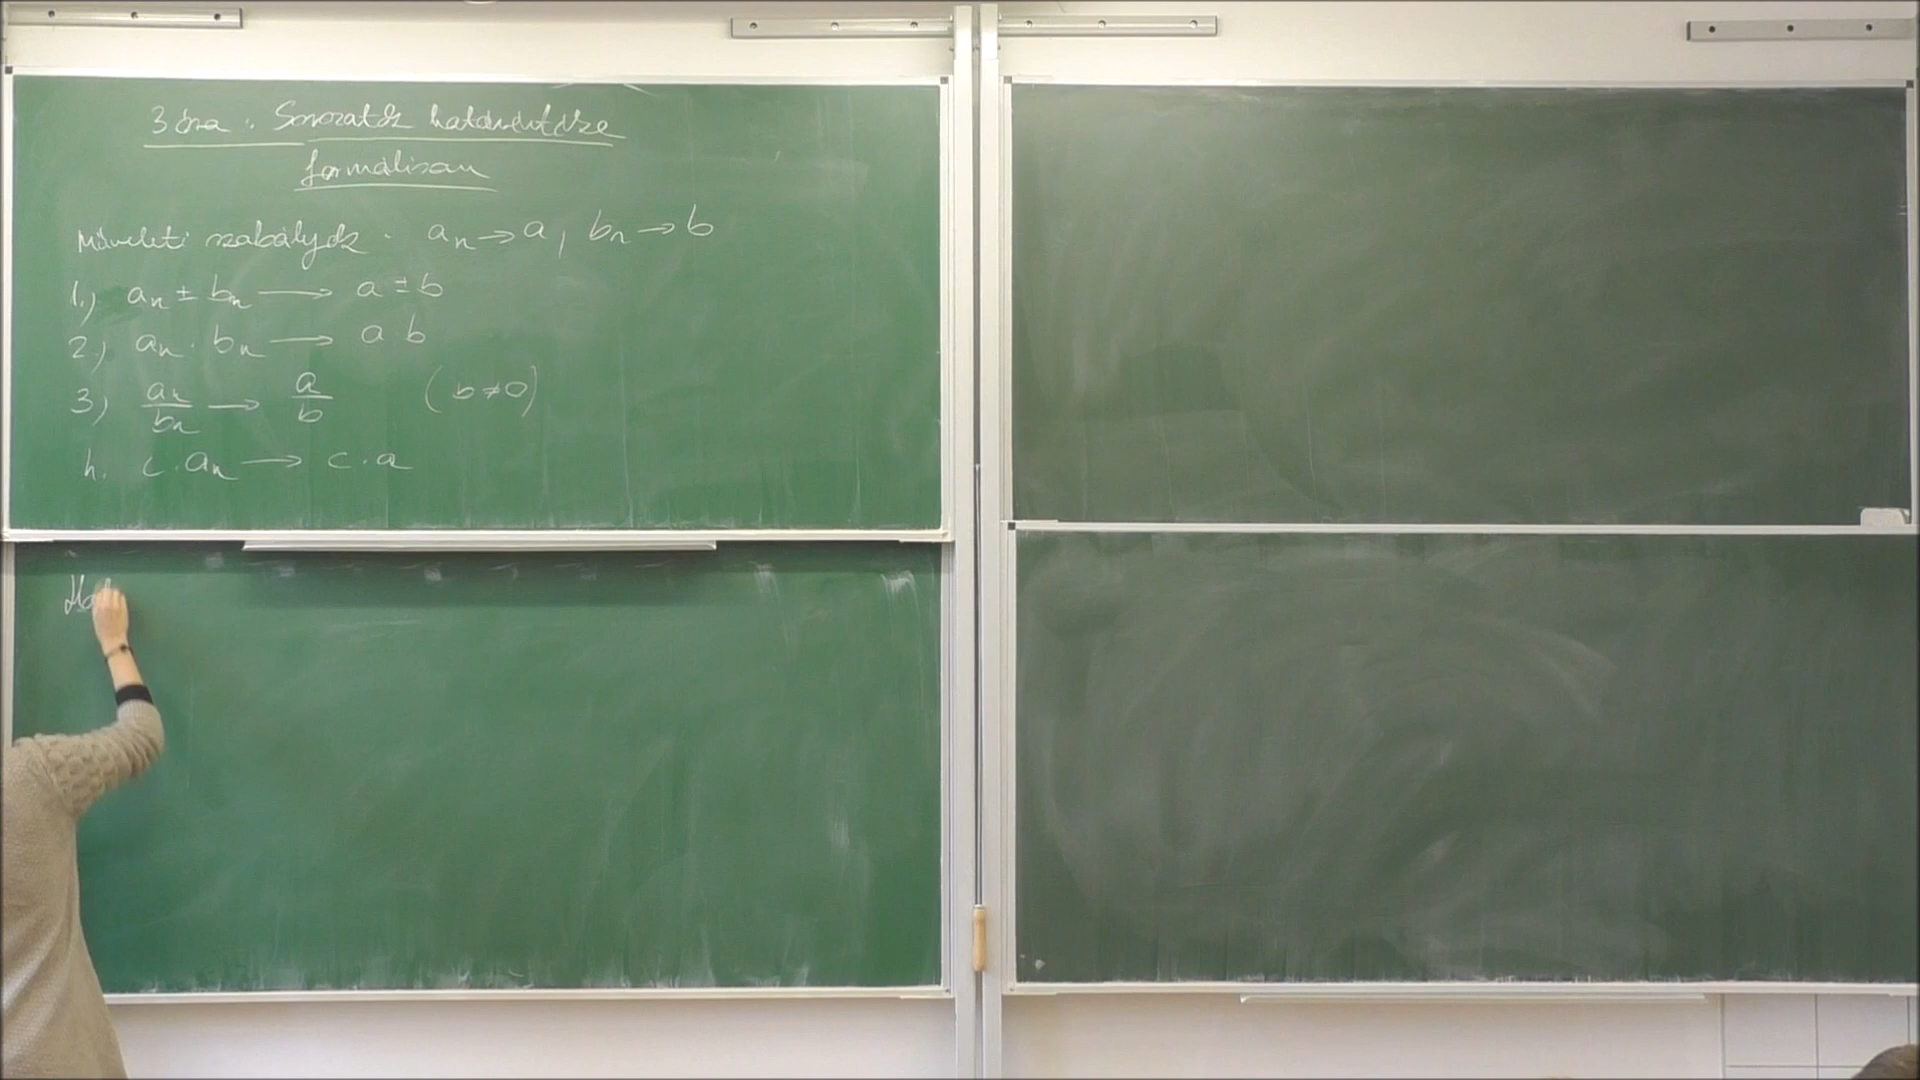 3 óra: Sorozatok határértéke
formálisan
Műveleti szabályok. aₙ → a, bₙ → b
1.) aₙ ± bₙ → a ± b
2.) aₙ · bₙ → a · b
3) aₙ/bₙ → a/b (b ≠ 0)
h. c · aₙ → c · a